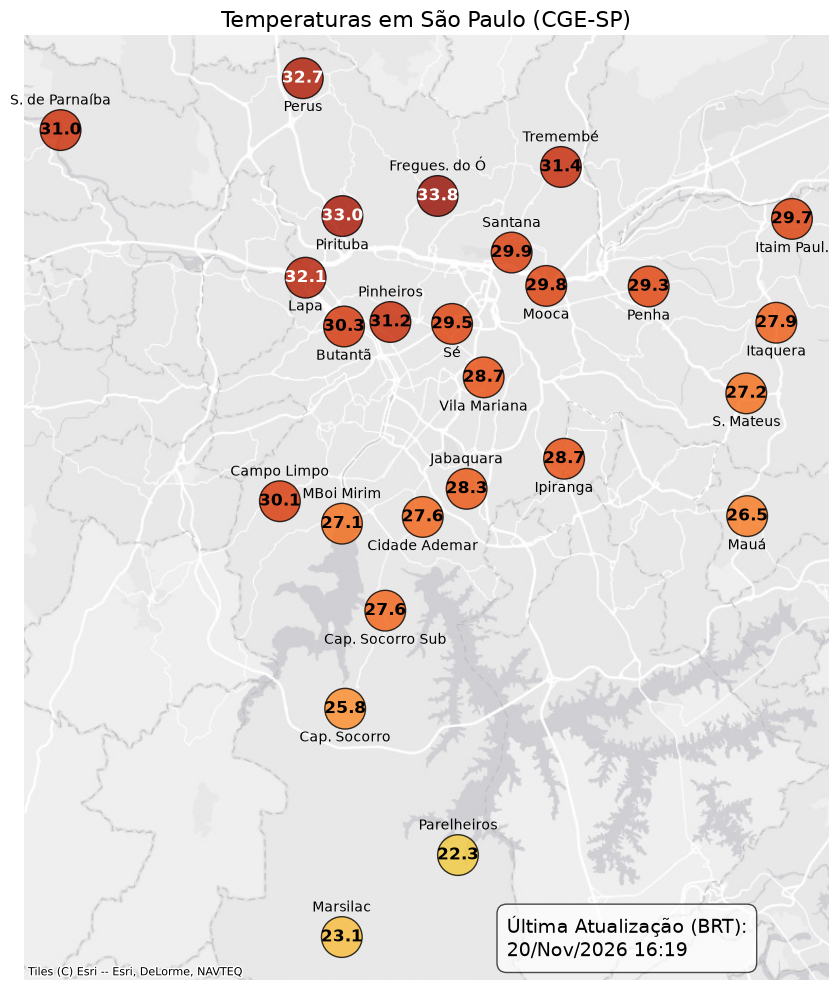 Temperaturas em São Paulo (CGE-SP)
32.7
Perus
S. de Parnaíba
31.0
Tremembé
31.4
Fregues. do Ó
33.8
33.0
Pirituba
29.7
Itaim Paul.
Santana
29.9
32.1
Lapa
29.8
Mooca
29.3
Penha
Pinheiros
31.2
30.3
Butantã
29.5
Sé
27.9
Itaquera
28.7
Vila Mariana
27.2
S. Mateus
Jabaquara
28.3
28.7
Ipiranga
Campo Limpo
30.1
MBoi Mirim
27.1
27.6
Cidade Ademar
26.5
Mauá
27.6
Cap. Socorro Sub
25.8
Cap. Socorro
Parelheiros
22.3
Marsilac
23.1
Última Atualização (BRT):
20/Nov/2026 16:19
Tiles (C) Esri -- Esri, DeLorme, NAVTEQ